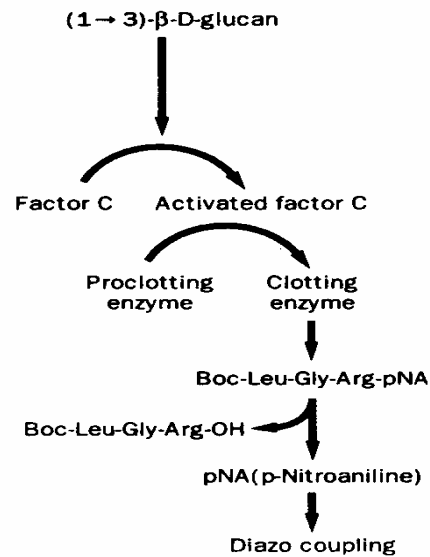 (1→3)-β-D-glucan
Factor C Activated factor C
Proclotting enzyme Clotting enzyme
Boc-Leu-Gly-Arg-pNA
Boc-Leu-Gly-Arg-OH
pNA(p-Nitroaniline)
Diazo coupling